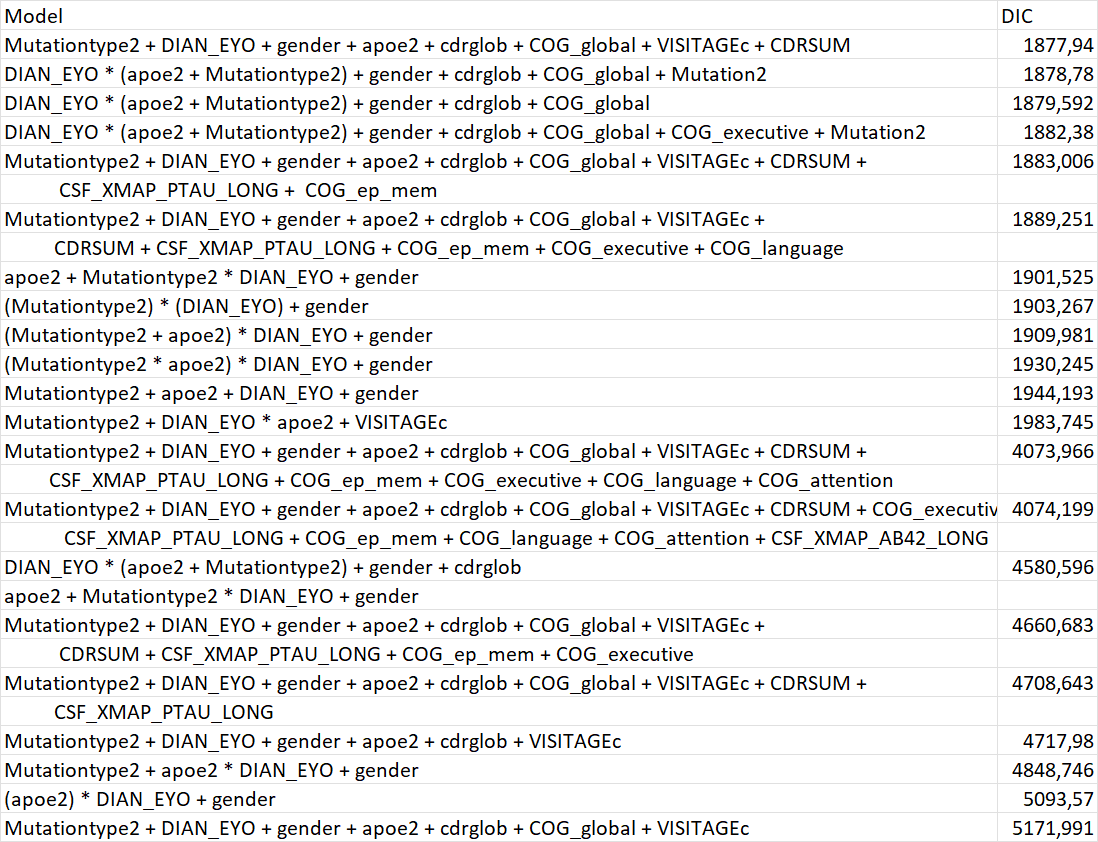 Model DIC
Mutationtype2 + DIAN_EYO + gender + apoe2 + cdrglob + COG_global + VISITAGEc + CDRSUM 1877,94
DIAN_EYO * (apoe2 + Mutationtype2) + gender + cdrglob + COG_global + Mutation2 1878,78
DIAN_EYO * (apoe2 + Mutationtype2) + gender + cdrglob + COG_global 1879,592
DIAN_EYO * (apoe2 + Mutationtype2) + gender + cdrglob + COG_global + COG_executive + Mutation2 1882,38
Mutationtype2 + DIAN_EYO + gender + apoe2 + cdrglob + COG_global + VISITAGEc + CDRSUM + 1883,006
CSF_XMAP_PTAU_LONG + COG_ep_mem
Mutationtype2 + DIAN_EYO + gender + apoe2 + cdrglob + COG_global + VISITAGEc + 1889,251
CDRSUM + CSF_XMAP_PTAU_LONG + COG_ep_mem + COG_executive + COG_language
apoe2 + Mutationtype2 * DIAN_EYO + gender 1901,525
(Mutationtype2) * (DIAN_EYO) + gender 1903,267
(Mutationtype2 + apoe2) * DIAN_EYO + gender 1909,981
(Mutationtype2 * apoe2) * DIAN_EYO + gender 1930,245
Mutationtype2 + apoe2 + DIAN_EYO + gender 1944,193
Mutationtype2 + DIAN_EYO * apoe2 + VISITAGEc 1983,745
Mutationtype2 + DIAN_EYO + gender + apoe2 + cdrglob + COG_global + VISITAGEc + CDRSUM + 4073,966
CSF_XMAP_PTAU_LONG + COG_ep_mem + COG_executive + COG_language + COG_attention
Mutationtype2 + DIAN_EYO + gender + apoe2 + cdrglob + COG_global + VISITAGEc + CDRSUM + COG_executiv 4074,199
CSF_XMAP_PTAU_LONG + COG_ep_mem + COG_language + COG_attention + CSF_XMAP_AB42_LONG
DIAN_EYO * (apoe2 + Mutationtype2) + gender + cdrglob 4580,596
apoe2 + Mutationtype2 * DIAN_EYO + gender
Mutationtype2 + DIAN_EYO + gender + apoe2 + cdrglob + COG_global + VISITAGEc + 4660,683
CDRSUM + CSF_XMAP_PTAU_LONG + COG_ep_mem + COG_executive
Mutationtype2 + DIAN_EYO + gender + apoe2 + cdrglob + COG_global + VISITAGEc + CDRSUM + 4708,643
CSF_XMAP_PTAU_LONG
Mutationtype2 + DIAN_EYO + gender + apoe2 + cdrglob + VISITAGEc 4717,98
Mutationtype2 + apoe2 * DIAN_EYO + gender 4848,746
(apoe2) * DIAN_EYO + gender 5093,57
Mutationtype2 + DIAN_EYO + gender + apoe2 + cdrglob + COG_global + VISITAGEc 5171,991